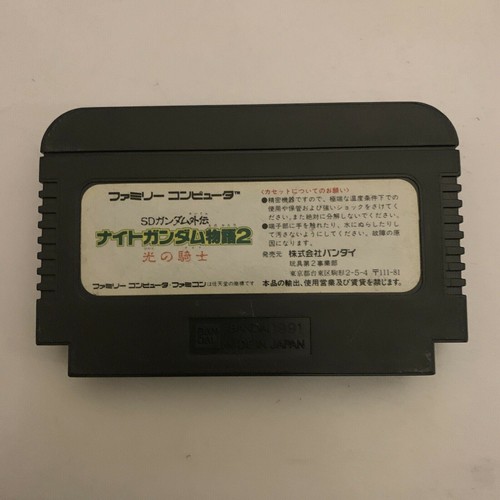 ファミリー コンピュータ™
SDガンダム外伝
ナイトガンダム物語2
光の騎士
ファミリー コンピュータ・ファミコンは任天堂の商標です
〈カセットについてのお願い〉
●精密機器ですので、極端な温度条件下での
使用や保管および強いショックをさけてく
ださい。また絶対に分解しないでください。
●端子部に手を触れたり、水にぬらしたりし
て汚さないようにしてください。故障の原
因になります。
発売元 株式会社バンダイ
玩具第2事業部
東京都台東区駒形2-5-4 〒111-81
本品の輸出、使用営業及び賃貸を禁じます。
BAN
DAI
1991
MADE IN JAPAN